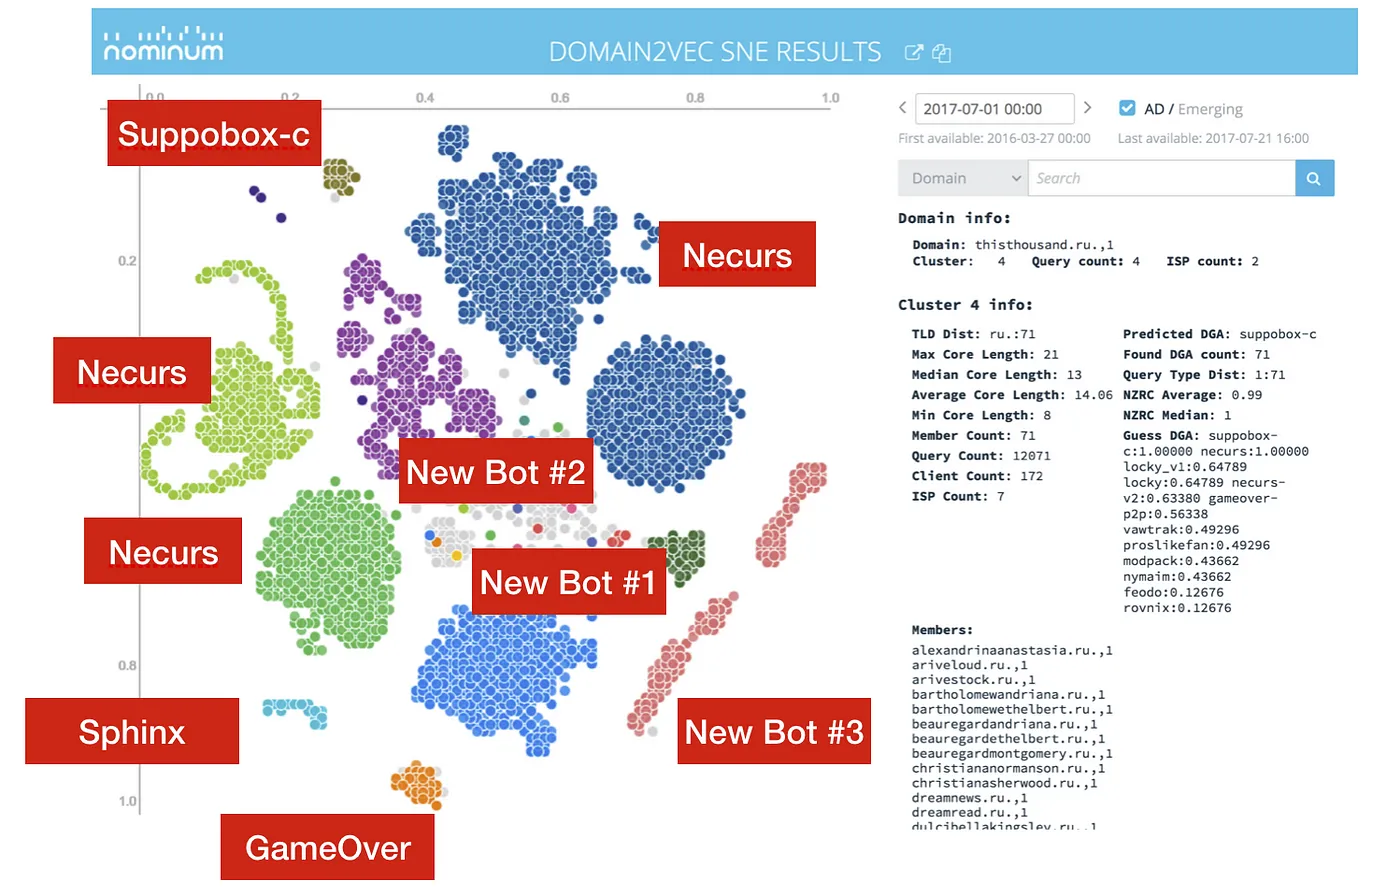 nominum
DOMAIN2VEC SNE RESULTS
0.0 0.2 0.4 0.6 0.8 1.0
0.2
0.8
1.0
Suppobox-c
Necurs
Necurs
New Bot #2
Necurs
New Bot #1
Sphinx
New Bot #3
GameOver
2017-07-01 00:00
AD / Emerging
First available: 2016-03-27 00:00
Last available: 2017-07-21 16:00
Domain
Search
Domain info:
Domain: thisthousand.ru.,1
Cluster: 4 Query count: 4 ISP count: 2
Cluster 4 info:
TLD Dist: ru.:71
Max Core Length: 21
Median Core Length: 13
Average Core Length: 14.06
Min Core Length: 8
Member Count: 71
Query Count: 12071
Client Count: 172
ISP Count: 7
Predicted DGA: suppobox-c
Found DGA count: 71
Query Type Dist: 1:71
NZRC Average: 0.99
NZRC Median: 1
Guess DGA: suppobox-
c:1.00000 necurs:1.00000
locky_v1:0.64789
locky:0.64789 necurs-
v2:0.63380 gameover-
p2p:0.56338
vawtrak:0.49296
proslikefan:0.49296
modpack:0.43662
nymaim:0.43662
feodo:0.12676
rovnix:0.12676
Members:
alexandrinaanastasia.ru.,1
ariveloud.ru.,1
arivestock.ru.,1
bartholomewandriana.ru.,1
bartholomewethelbert.ru.,1
beauregardandriana.ru.,1
beauregardethelbert.ru.,1
beauregardmontgomery.ru.,1
christiananormanson.ru.,1
christianasherwood.ru.,1
dreamnews.ru.,1
dreamread.ru.,1
dulcibellakingsley.ru.,1